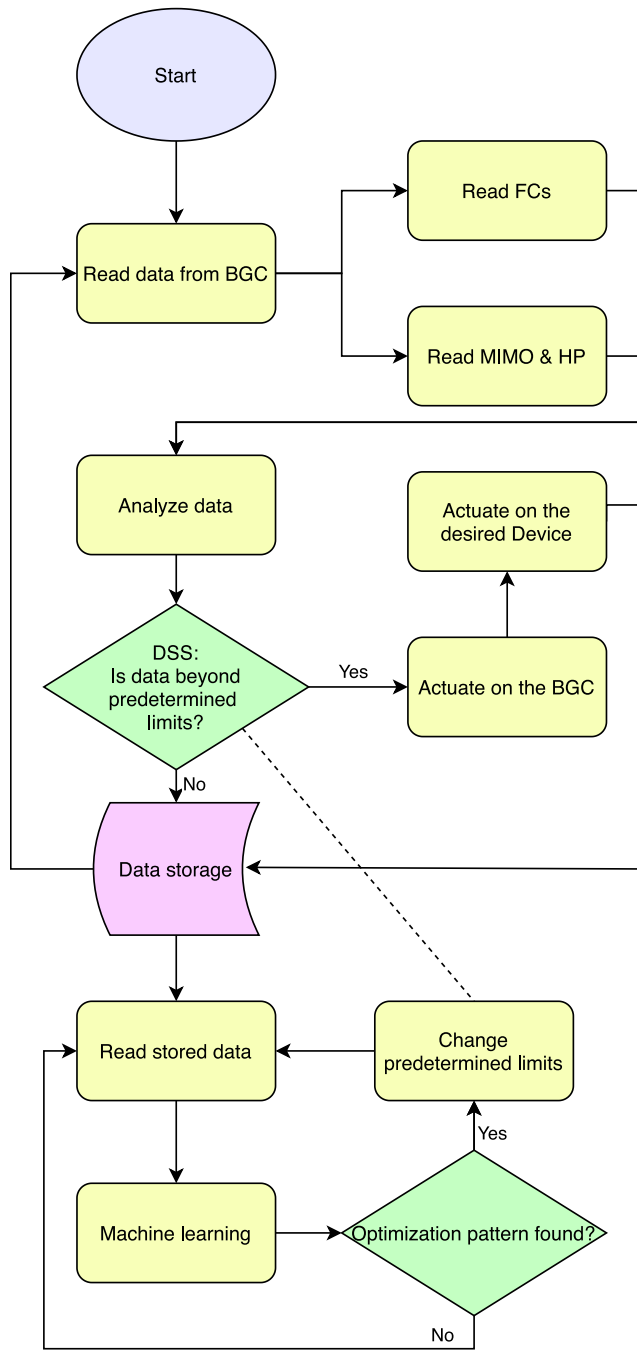 Start
Read FCs
Read data from BGC
Read MIMO & HP
Analyze data
Actuate on the
desired Device
DSS:
Is data beyond
predetermined
limits?
Yes
Actuate on the BGC
No
Data storage
Read stored data
Change
predetermined limits
Yes
Machine learning
Optimization pattern found?
No